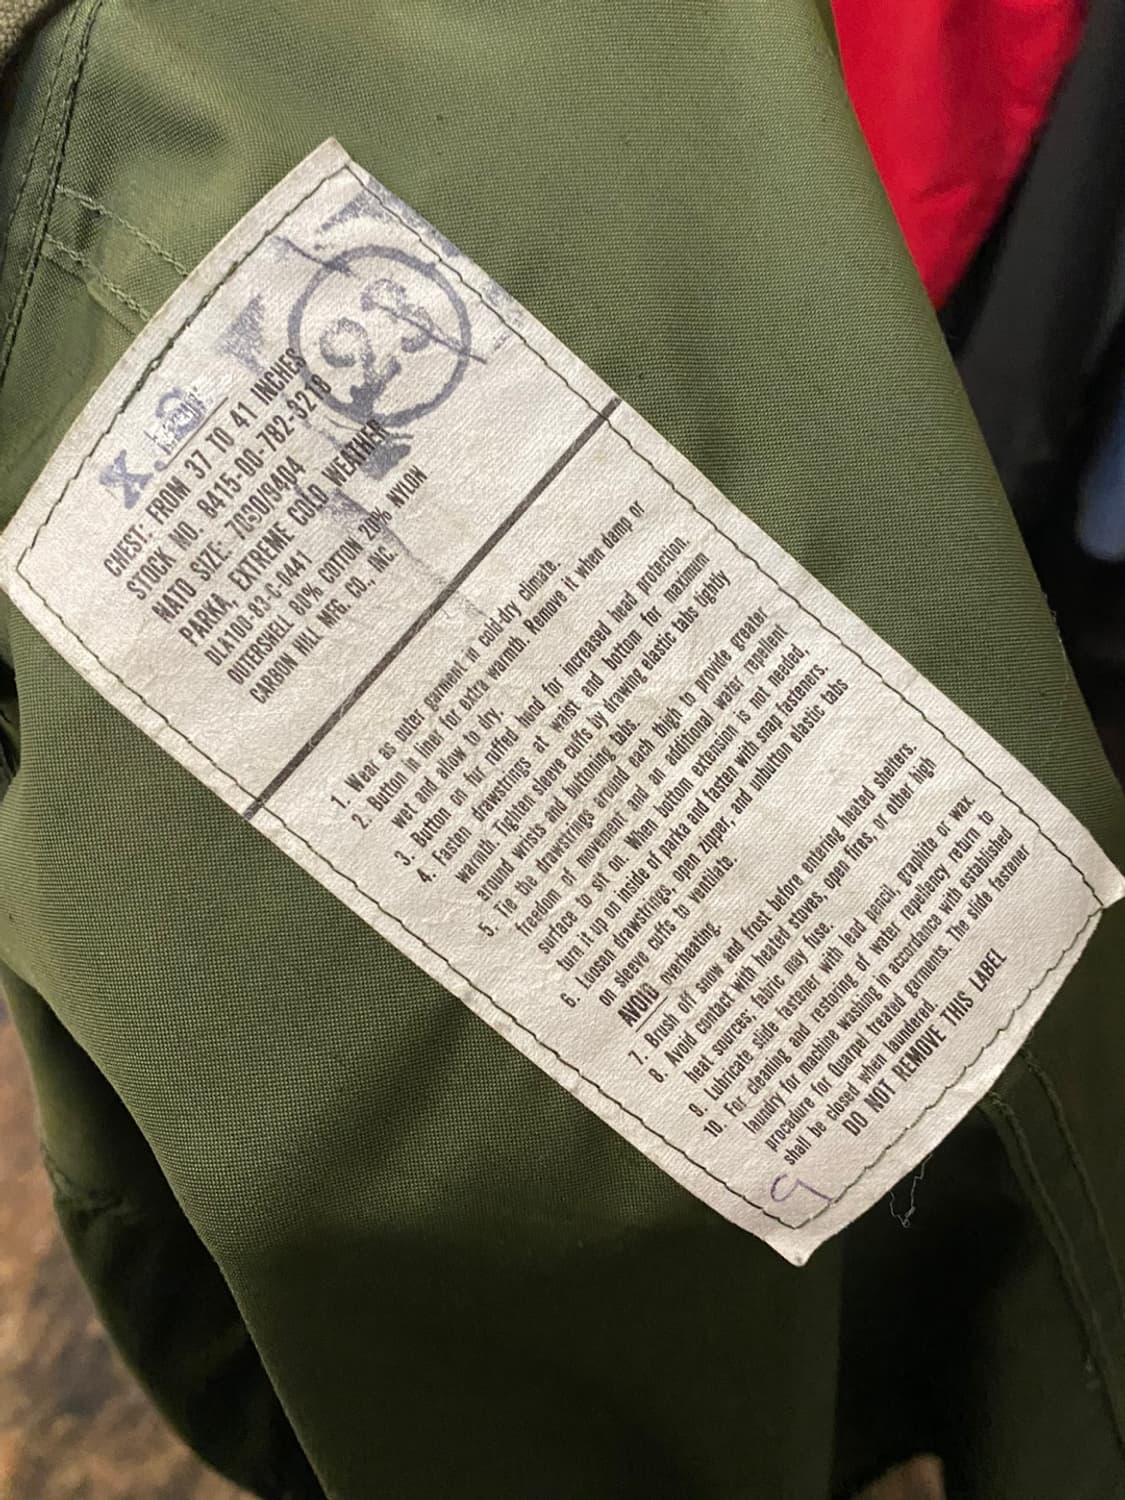 23
CHEST: FROM 37 TO 41 INCHES
STOCK NO. 8415-00-782-3218
NATO SIZE: 7090/9404
PARKA, EXTREME COLD WEATHER
DLA100-83-C-0441
OUTERSHELL 80% COTTON 20% NYLON
CARBON HILL MFG. CO., INC.
1. Wear as outer garment in cold-dry climate.
2. Button in liner for extra warmth. Remove it when damp or
wet and allow to dry.
3. Button on fur ruffed hood for increased head protection.
4. Fasten drawstrings at waist and bottom for maximum
warmth. Tighten sleeve cuffs by drawing elastic tabs tightly
around wrists and buttoning tabs.
5. Tie the drawstrings around each thigh to provide greater
freedom of movement and an additional water repellent
surface to sit on. When bottom extension is not needed,
turn it up on inside of parka and fasten with snap fasteners.
6. Loosen drawstrings, open zipper, and unbutton elastic tabs
on sleeve cuffs to ventilate.
AVOID overheating.
7. Brush off snow and frost before entering heated shelters.
8. Avoid contact with heated stoves, open fires, or other high
heat sources, fabric may fuse.
9. Lubricate slide fastener with lead pencil, graphite or wax.
10. For cleaning and restoring of water repellency return to
laundry for machine washing in accordance with established
procedure for Quarpel treated garments. The slide fastener
shall be closed when laundered.
DO NOT REMOVE THIS LABEL